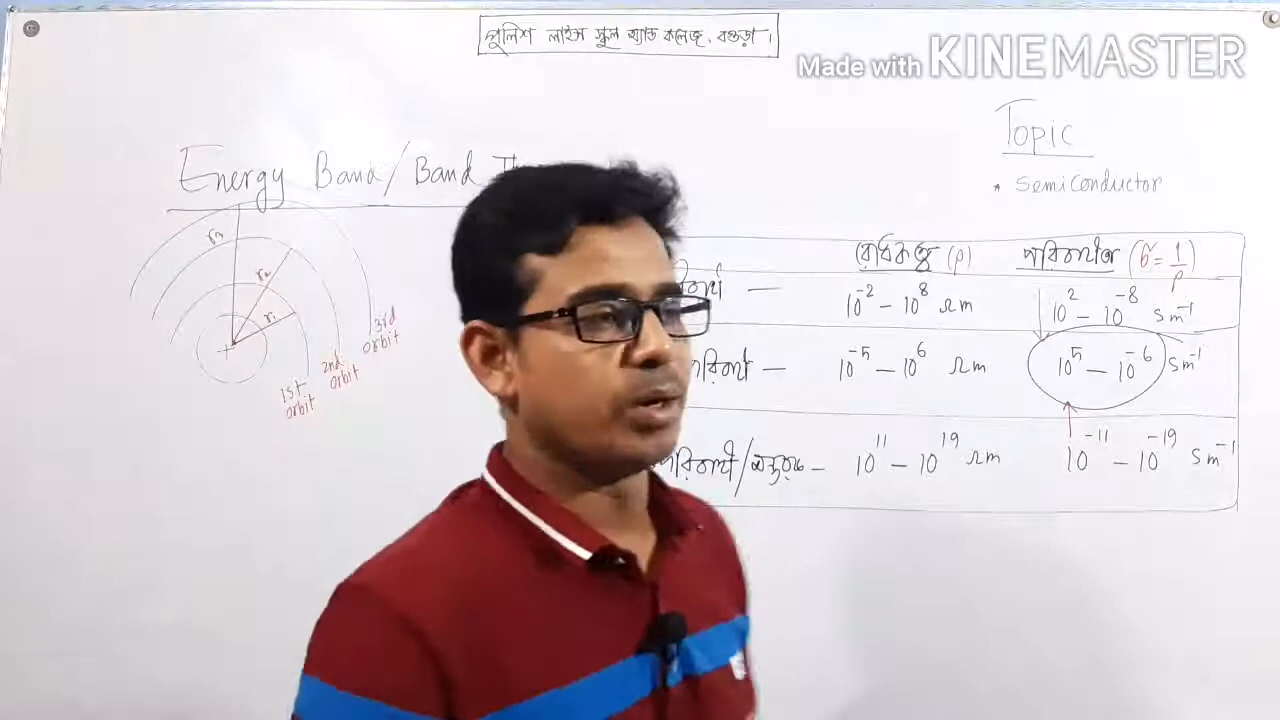 পুলিশ লাইন্স স্কুল অ্যান্ড কলেজ, বগুড়া।
Made with KINEMASTER
Topic
* Semiconductor
Energy Band/Band
রোধকত্ব (ρ) পরিবাহীতা (σ = 1/ρ)
— 10⁻² – 10⁸ Ωm 10² – 10⁻⁸ Sm⁻¹
— 10⁻⁵ – 10⁶ Ωm 10⁵ – 10⁻⁶ Sm⁻¹
– 10¹¹ – 10¹⁹ Ωm 10⁻¹¹ – 10⁻¹⁹ Sm⁻¹
r₃
r₂
r₁
+
1st orbit
2nd orbit
3rd orbit